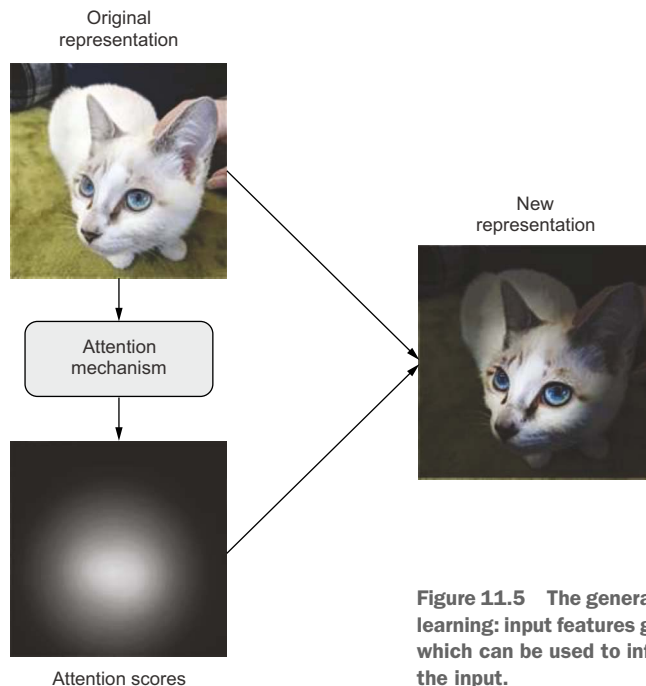 Original
representation
Attention
mechanism
Attention scores
New
representation
Figure 11.5 The genera
learning: input features g
which can be used to inf
the input.